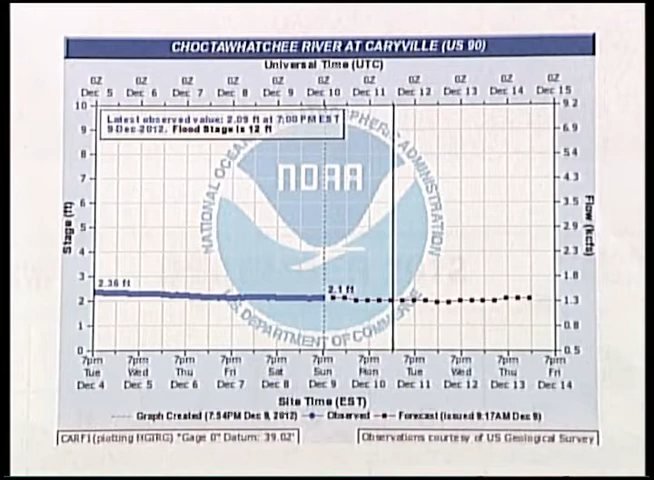 CHOCTAWHATCHEE RIVER AT CARYVILLE (US 90)
Universal Time (UTC)
0Z 0Z 0Z 0Z 0Z 0Z 0Z 0Z 0Z 0Z 0Z
Dec 5 Dec 6 Dec 7 Dec 8 Dec 9 Dec 10 Dec 11 Dec 12 Dec 13 Dec 14 Dec 15
Latest observed value: 2.09 ft at 7:00 PM EST
9-Dec-2012. Flood Stage is 12 ft
NOAA
NATIONAL OCEANIC ATMOSPHERIC ADMINISTRATION
U.S. DEPARTMENT OF COMMERCE
Stage (ft)
10
9
8
7
6
5
4
3
2
1
0
2.36 ft
2.1 ft
9.2
6.9
5.4
4.3
3.5
2.9
2.3
1.8
1.3
0.8
0.5
Flow (kcfs)
7pm 7pm 7pm 7pm 7pm 7pm 7pm 7pm 7pm 7pm 7pm
Tue Wed Thu Fri Sat Sun Mon Tue Wed Thu Fri
Dec 4 Dec 5 Dec 6 Dec 7 Dec 8 Dec 9 Dec 10 Dec 11 Dec 12 Dec 13 Dec 14
Site Time (EST)
Graph Created (7:54PM Dec 9, 2012) Observed Forecast (issued 9:17AM Dec 9)
CARF1(plotting HGIRG) "Gage 0" Datum: 39.02'
Observations courtesy of US Geological Survey